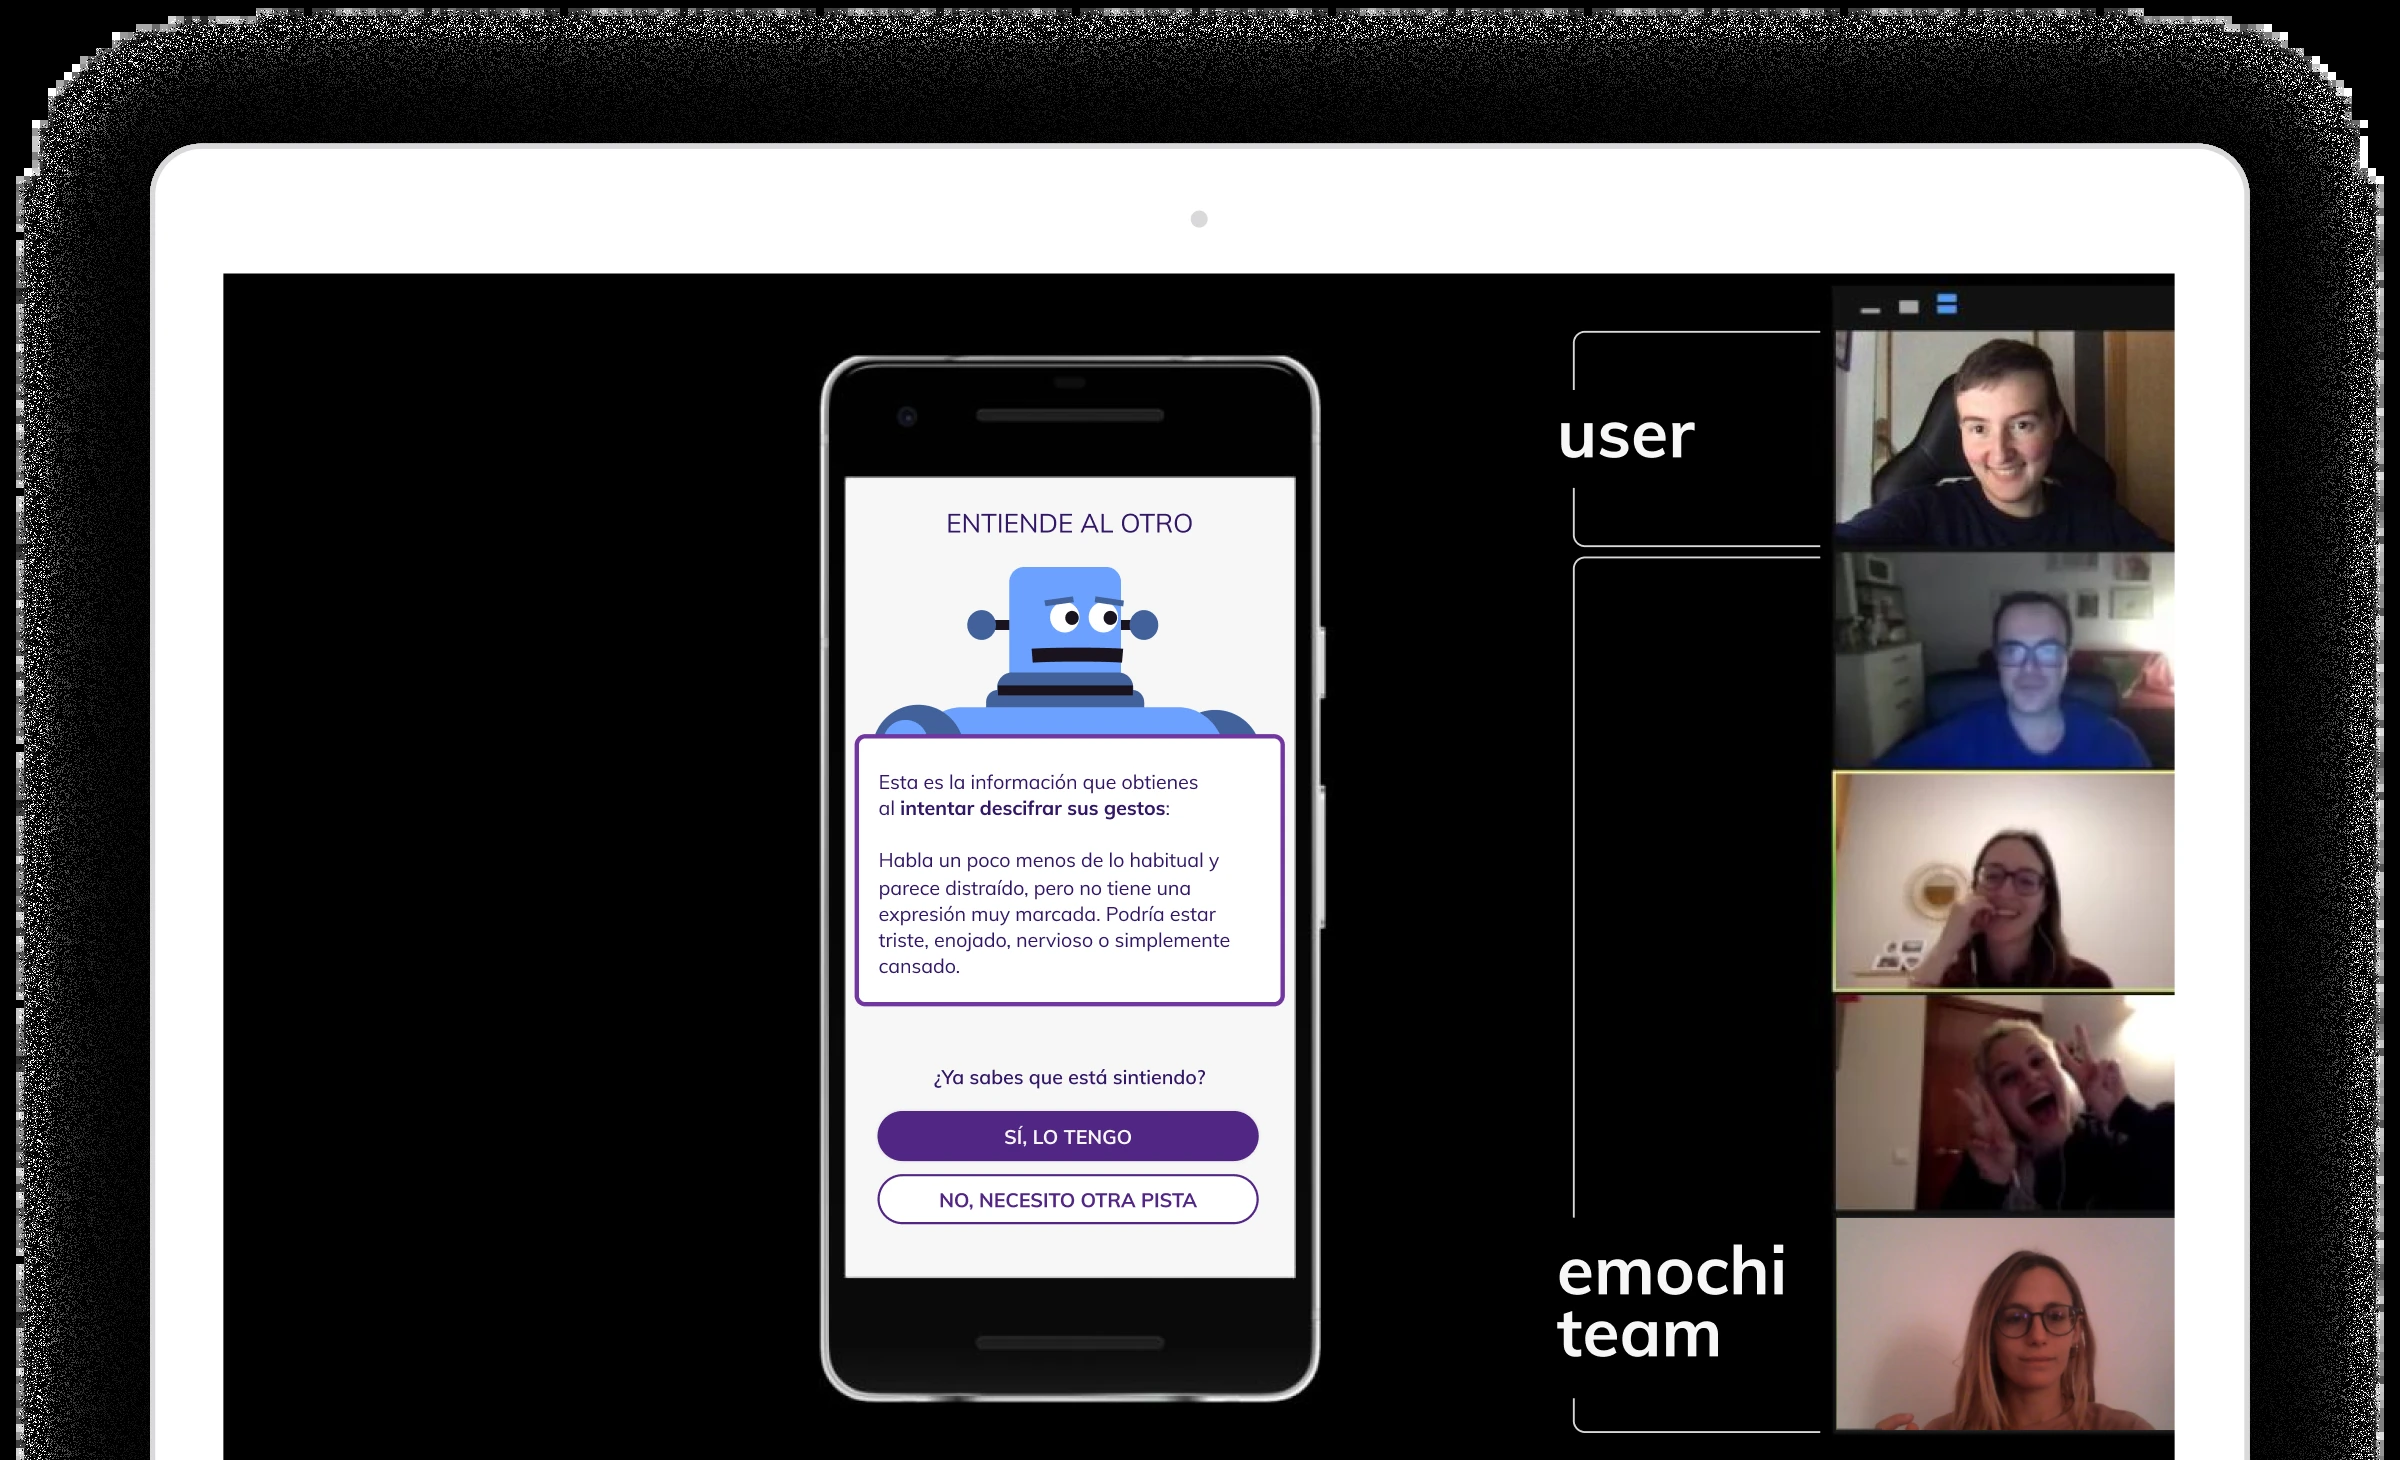 ENTIENDE AL OTRO
Esta es la información que obtienes
al intentar descifrar sus gestos:
Habla un poco menos de lo habitual y
parece distraído, pero no tiene una
expresión muy marcada. Podría estar
triste, enojado, nervioso o simplemente
cansado.
¿Ya sabes que está sintiendo?
SÍ, LO TENGO
NO, NECESITO OTRA PISTA
user
emochi
team